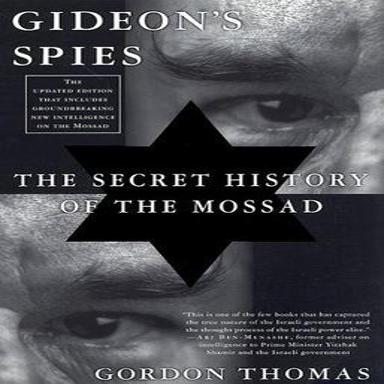 GIDEON'S
SPIES
THE
UPDATED EDITION
THAT INCLUDES
GROUNDBREAKING
NEW INTELLIGENCE
ON THE MOSSAD
THE SECRET HISTORY
OF THE MOSSAD
"This is one of the few books that has captured
the true nature of the Israeli government and
the thought process of the Israeli power elite."
—ARI BEN-MENASHE, former adviser on
intelligence to Prime Minister Yitzhak
Shamir and the Israeli government
GORDON THOMAS